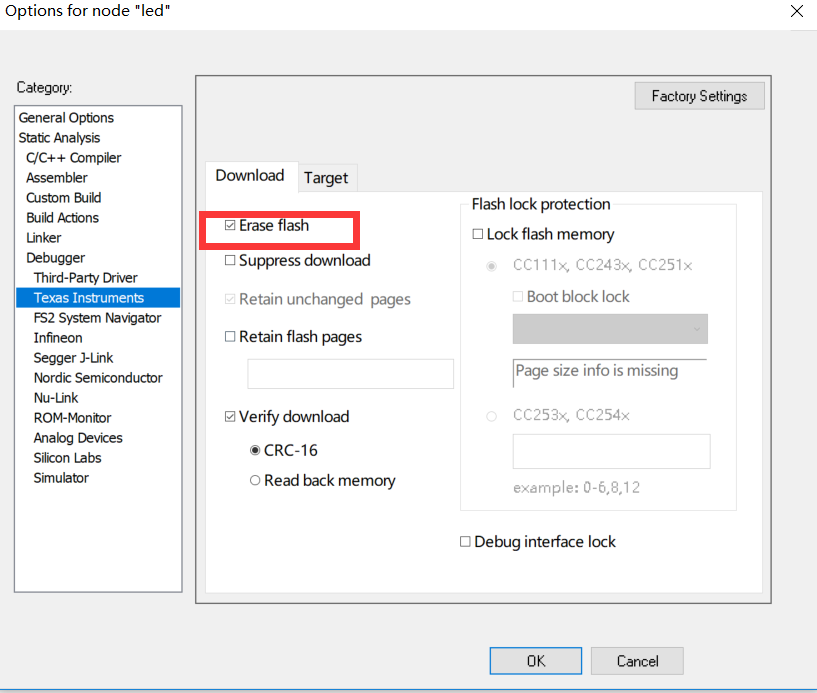 Options for node "led"
Category:
General Options
Static Analysis
C/C++ Compiler
Assembler
Custom Build
Build Actions
Linker
Debugger
Third-Party Driver
Texas Instruments
FS2 System Navigator
Infineon
Segger J-Link
Nordic Semiconductor
Nu-Link
ROM-Monitor
Analog Devices
Silicon Labs
Simulator
Factory Settings
Download
Target
Erase flash
Suppress download
Retain unchanged pages
Retain flash pages
Verify download
CRC-16
Read back memory
Flash lock protection
Lock flash memory
CC111x, CC243x, CC251x
Boot block lock
Page size info is missing
CC253x, CC254x
example: 0-6,8,12
Debug interface lock
OK
Cancel